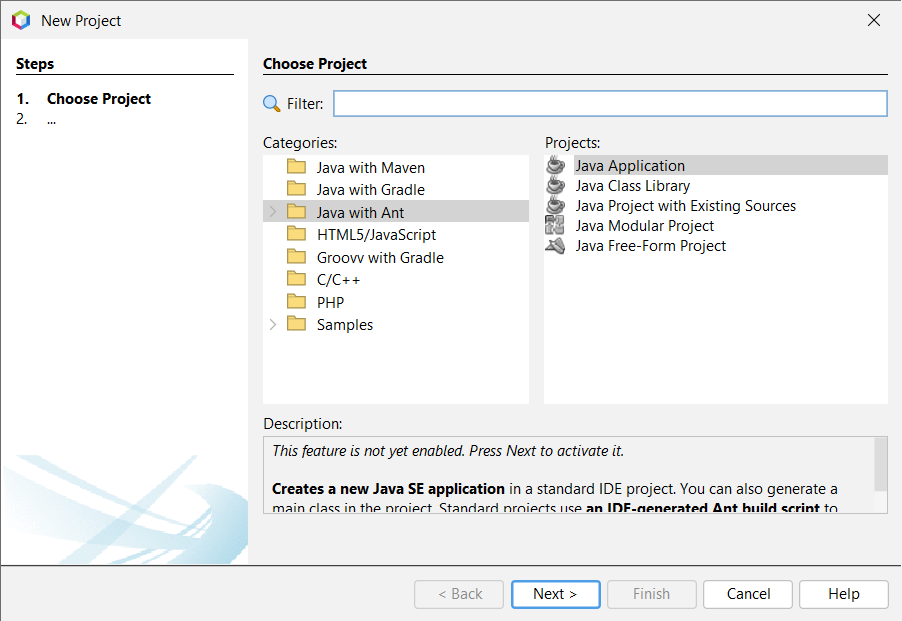 New Project
Steps
1. Choose Project
2. ...
Choose Project
Filter:
Categories:
Java with Maven
Java with Gradle
Java with Ant
HTML5/JavaScript
Groovv with Gradle
C/C++
PHP
Samples
Projects:
Java Application
Java Class Library
Java Project with Existing Sources
Java Modular Project
Java Free-Form Project
Description:
This feature is not yet enabled. Press Next to activate it.
Creates a new Java SE application in a standard IDE project. You can also generate a
main class in the project. Standard projects use an IDE-generated Ant build script to
< Back
Next >
Finish
Cancel
Help